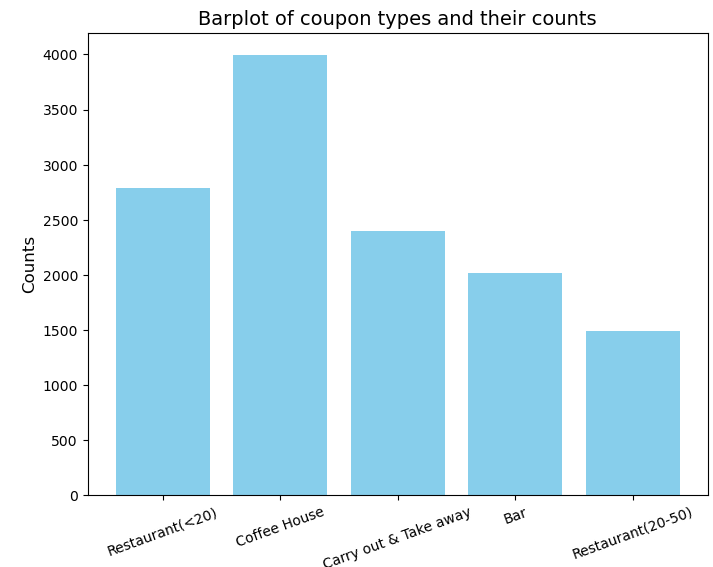 Barplot of coupon types and their counts
Counts
4000
3500
3000
2500
2000
1500
1000
500
0
Restaurant(<20)
Coffee House
Carry out & Take away
Bar
Restaurant(20-50)